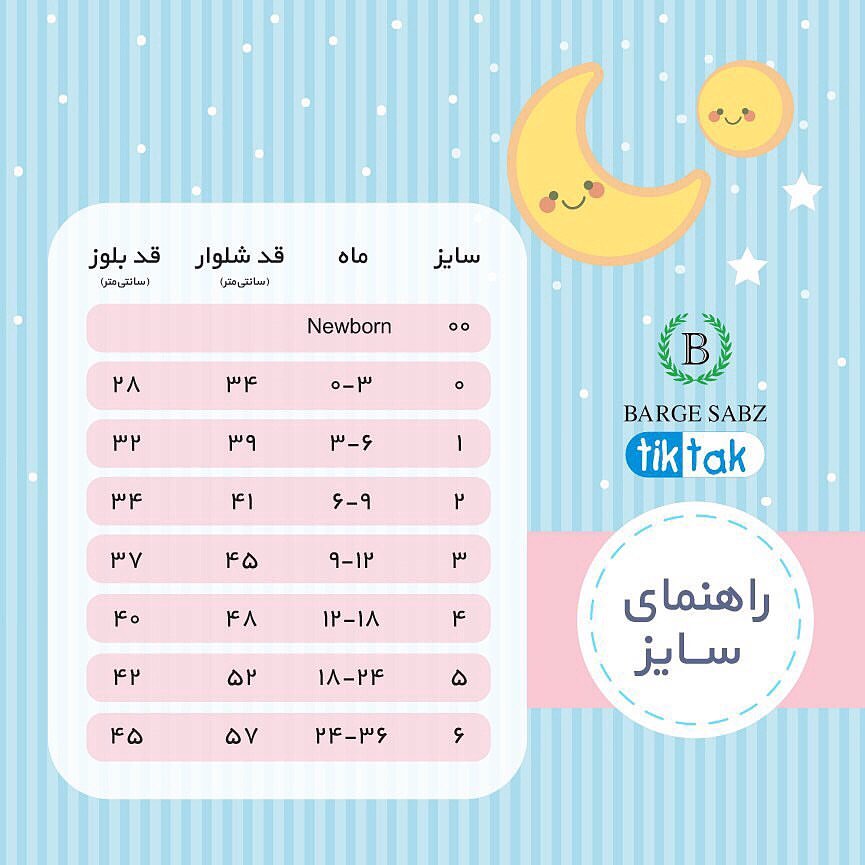 سایز ماه قد شلوار قد بلوز
(سانتی‌متر) (سانتی‌متر)
۰۰ Newborn
۰ ۰-۳ ۳۴ ۲۸
۱ ۳-۶ ۳۹ ۳۲
۲ ۶-۹ ۴۱ ۳۴
۳ ۹-۱۲ ۴۵ ۳۷
۴ ۱۲-۱۸ ۴۸ ۴۰
۵ ۱۸-۲۴ ۵۲ ۴۲
۶ ۲۴-۳۶ ۵۷ ۴۵
B
BARGE SABZ
tiktak
راهنمای
سایز